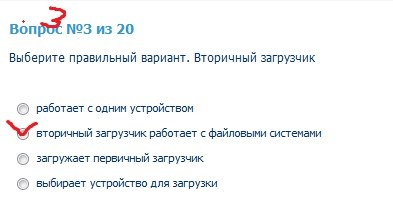 3
Вопрос №3 из 20
Выберите правильный вариант. Вторичный загрузчик
работает с одним устройством
вторичный загрузчик работает с файловыми системами
загружает первичный загрузчик
выбирает устройство для загрузки